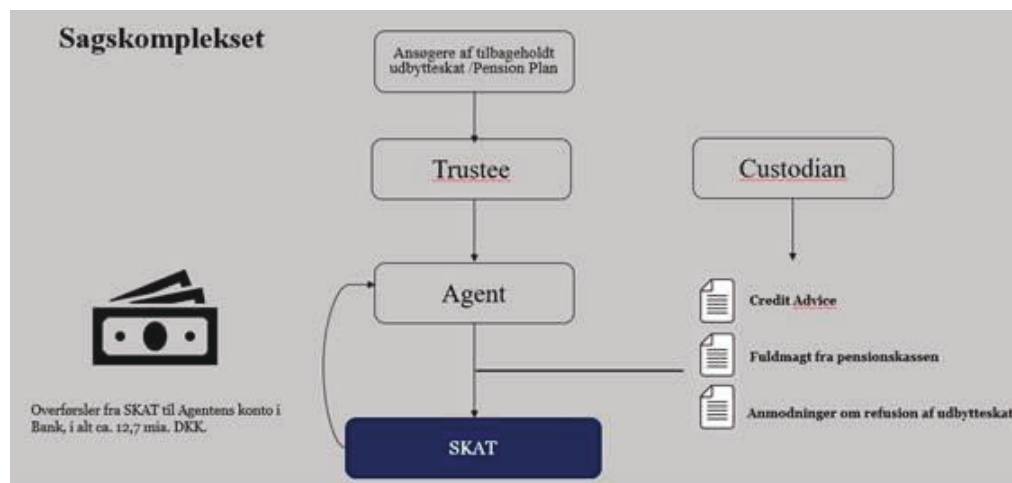 Sagskomplekset
Ansøgere af tilbageholdt
udbytteskat /Pension Plan
Trustee
Custodian
Agent
Credit Advice
Fuldmagt fra pensionskassen
Anmodninger om refusion af udbytteskat
Overførsler fra SKAT til Agentens konto i
Bank, i alt ca. 12,7 mia. DKK.
SKAT